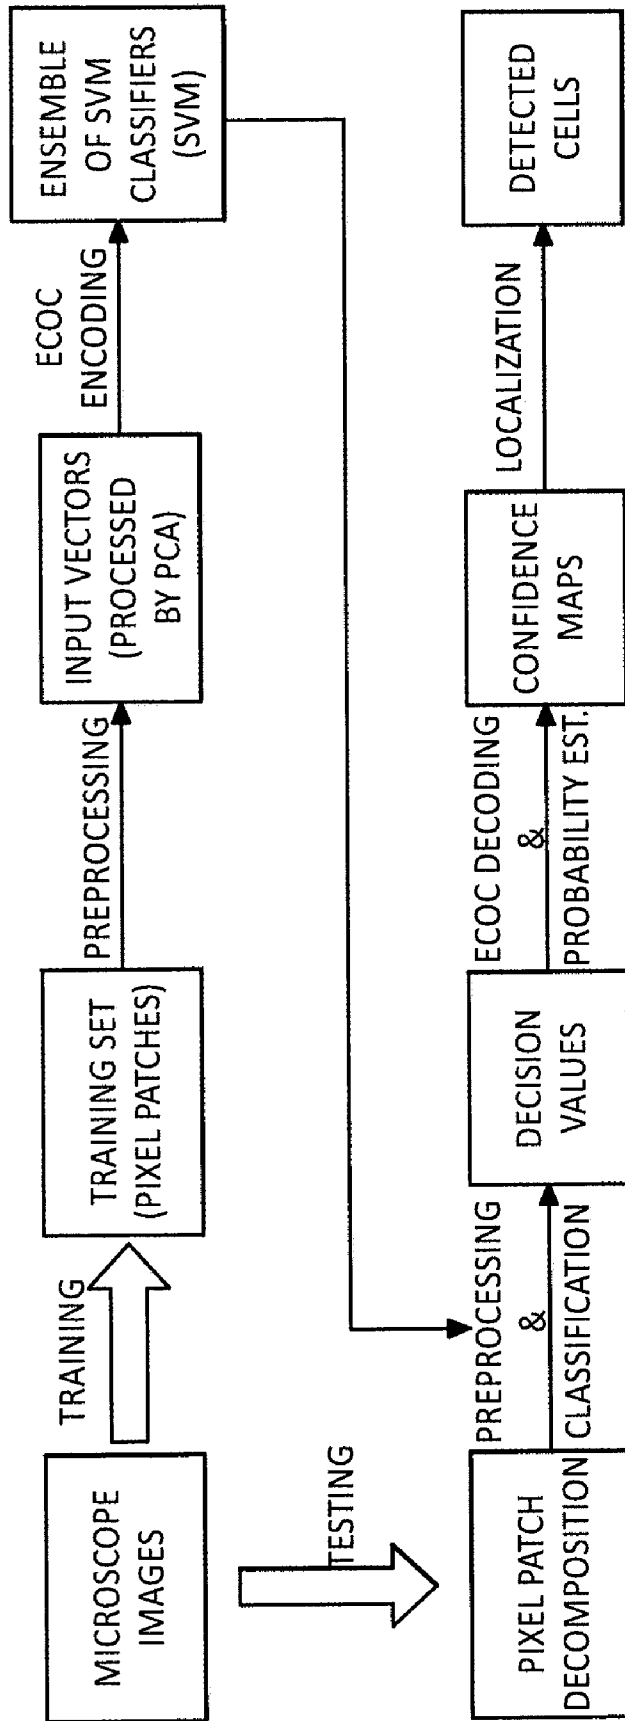 MICROSCOPE
IMAGES
TRAINING
TRAINING SET
(PIXEL PATCHES)
PREPROCESSING
INPUT VECTORS
(PROCESSED
BY PCA)
ECOC
ENCODING
ENSEMBLE
OF SVM
CLASSIFIERS
(SVM)
TESTING
PIXEL PATCH
DECOMPOSITION
PREPROCESSING
&
CLASSIFICATION
DECISION
VALUES
ECOC DECODING
&
PROBABILITY EST.
CONFIDENCE
MAPS
LOCALIZATION
DETECTED
CELLS